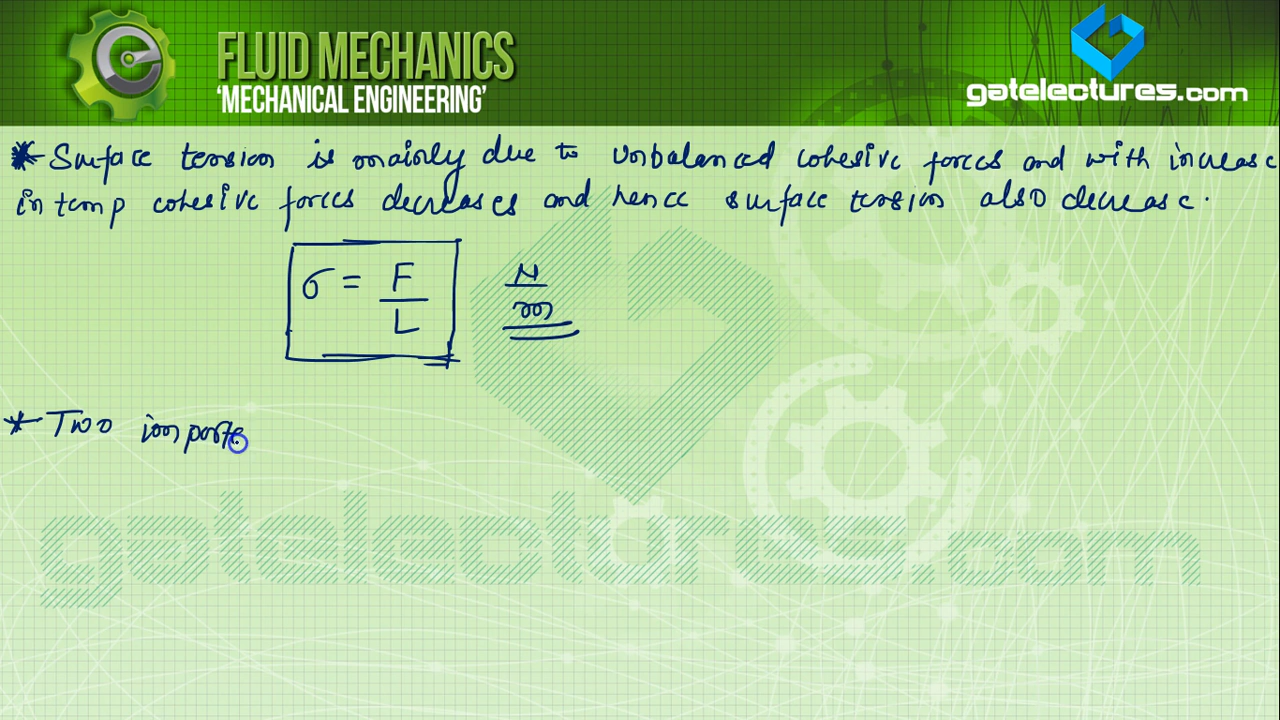 FLUID MECHANICS
'MECHANICAL ENGINEERING'
gatelectures.com
* Surface tension is mainly due to unbalanced cohesive forces and with increase
in temp cohesive forces decreases and hence surface tension also decrease.
σ = F/L N/m
* Two importa
gatelectures.com